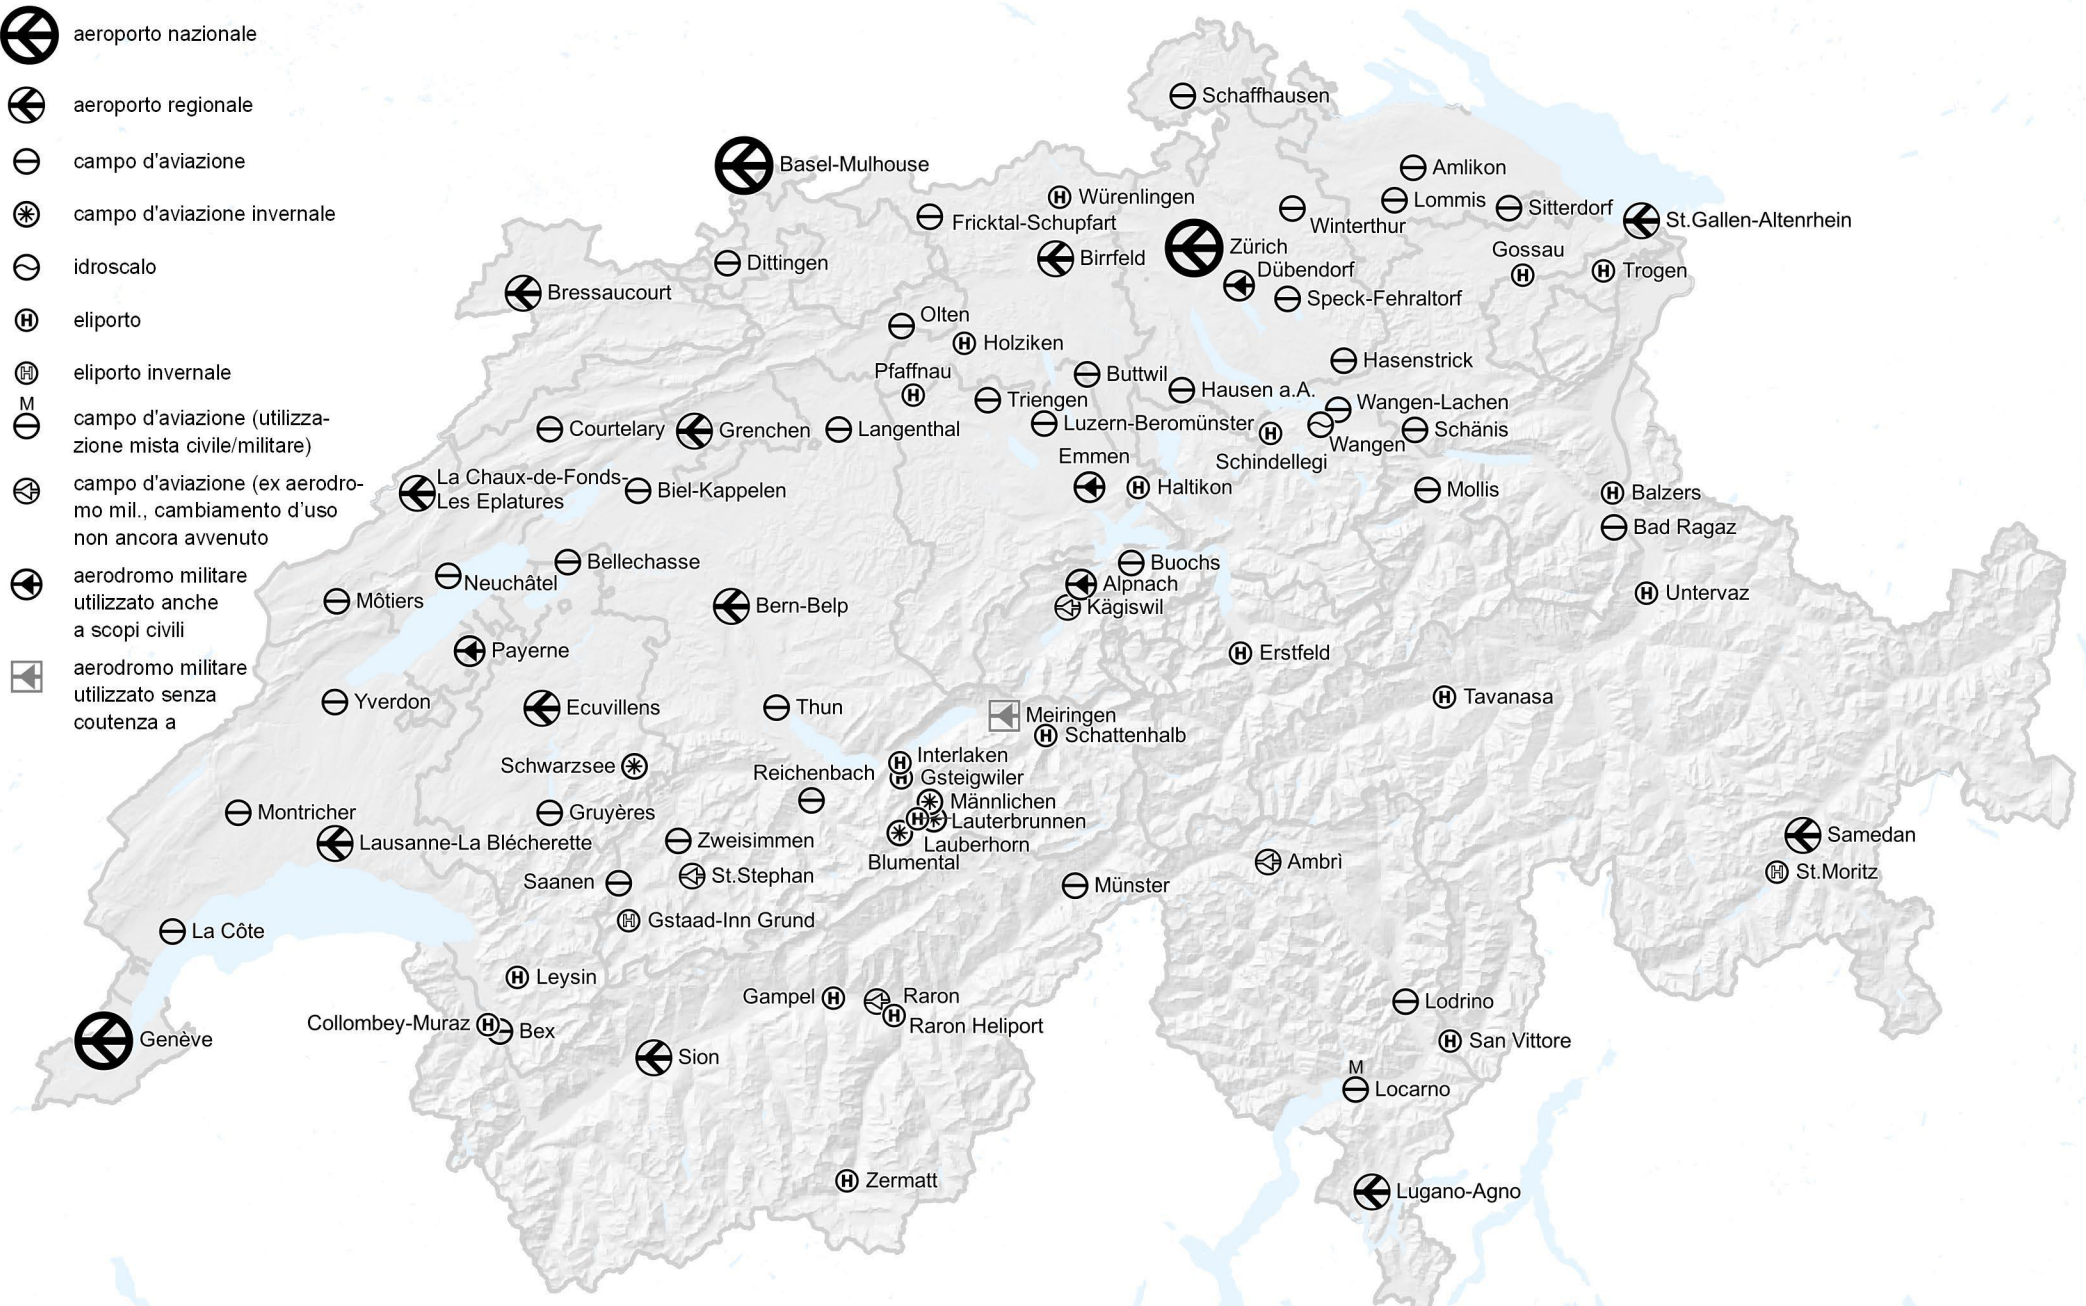 aeroporto nazionale
aeroporto regionale
campo d'aviazione
campo d'aviazione invernale
idroscalo
H eliporto
H eliporto invernale
M
campo d'aviazione (utilizza-
zione mista civile/militare)
campo d'aviazione (ex aerodro-
mo mil., cambiamento d'uso
non ancora avvenuto
aerodromo militare
utilizzato anche
a scopi civili
aerodromo militare
utilizzato senza
coutenza a
Schaffhausen
Basel-Mulhouse
Amlikon
H Würenlingen
Lommis
Sitterdorf
Fricktal-Schupfart
Winterthur
St.Gallen-Altenrhein
Zürich
Gossau
H
Birrfeld
Dittingen
Dübendorf
H Trogen
Bressaucourt
Speck-Fehraltorf
Olten
H Holziken
Hasenstrick
Pfaffnau
H
Buttwil
Hausen a.A.
Triengen
Wangen-Lachen
Luzern-Beromünster
Courtelary
Grenchen
Langenthal
H
Schindellegi
Wangen
Schänis
Emmen
La Chaux-de-Fonds-
Les Eplatures
Biel-Kappelen
H Haltikon
Mollis
H Balzers
Bad Ragaz
Bellechasse
Buochs
Neuchâtel
Alpnach
Môtiers
Bern-Belp
Kägiswil
H Untervaz
Payerne
H Erstfeld
Yverdon
Ecuvillens
Thun
H Tavanasa
Meiringen
H Schattenhalb
Schwarzsee
H Interlaken
Reichenbach
H Gsteigwiler
Männlichen
Montricher
Gruyères
H Lauterbrunnen
Lausanne-La Blécherette
Zweisimmen
Lauberhorn
Blumental
Samedan
Ambrì
H St.Moritz
St.Stephan
Saanen
Münster
H Gstaad-Inn Grund
La Côte
H Leysin
Gampel H
Raron
H Raron Heliport
Lodrino
Collombey-Muraz H
Bex
Genève
H San Vittore
Sion
M
Locarno
H Zermatt
Lugano-Agno